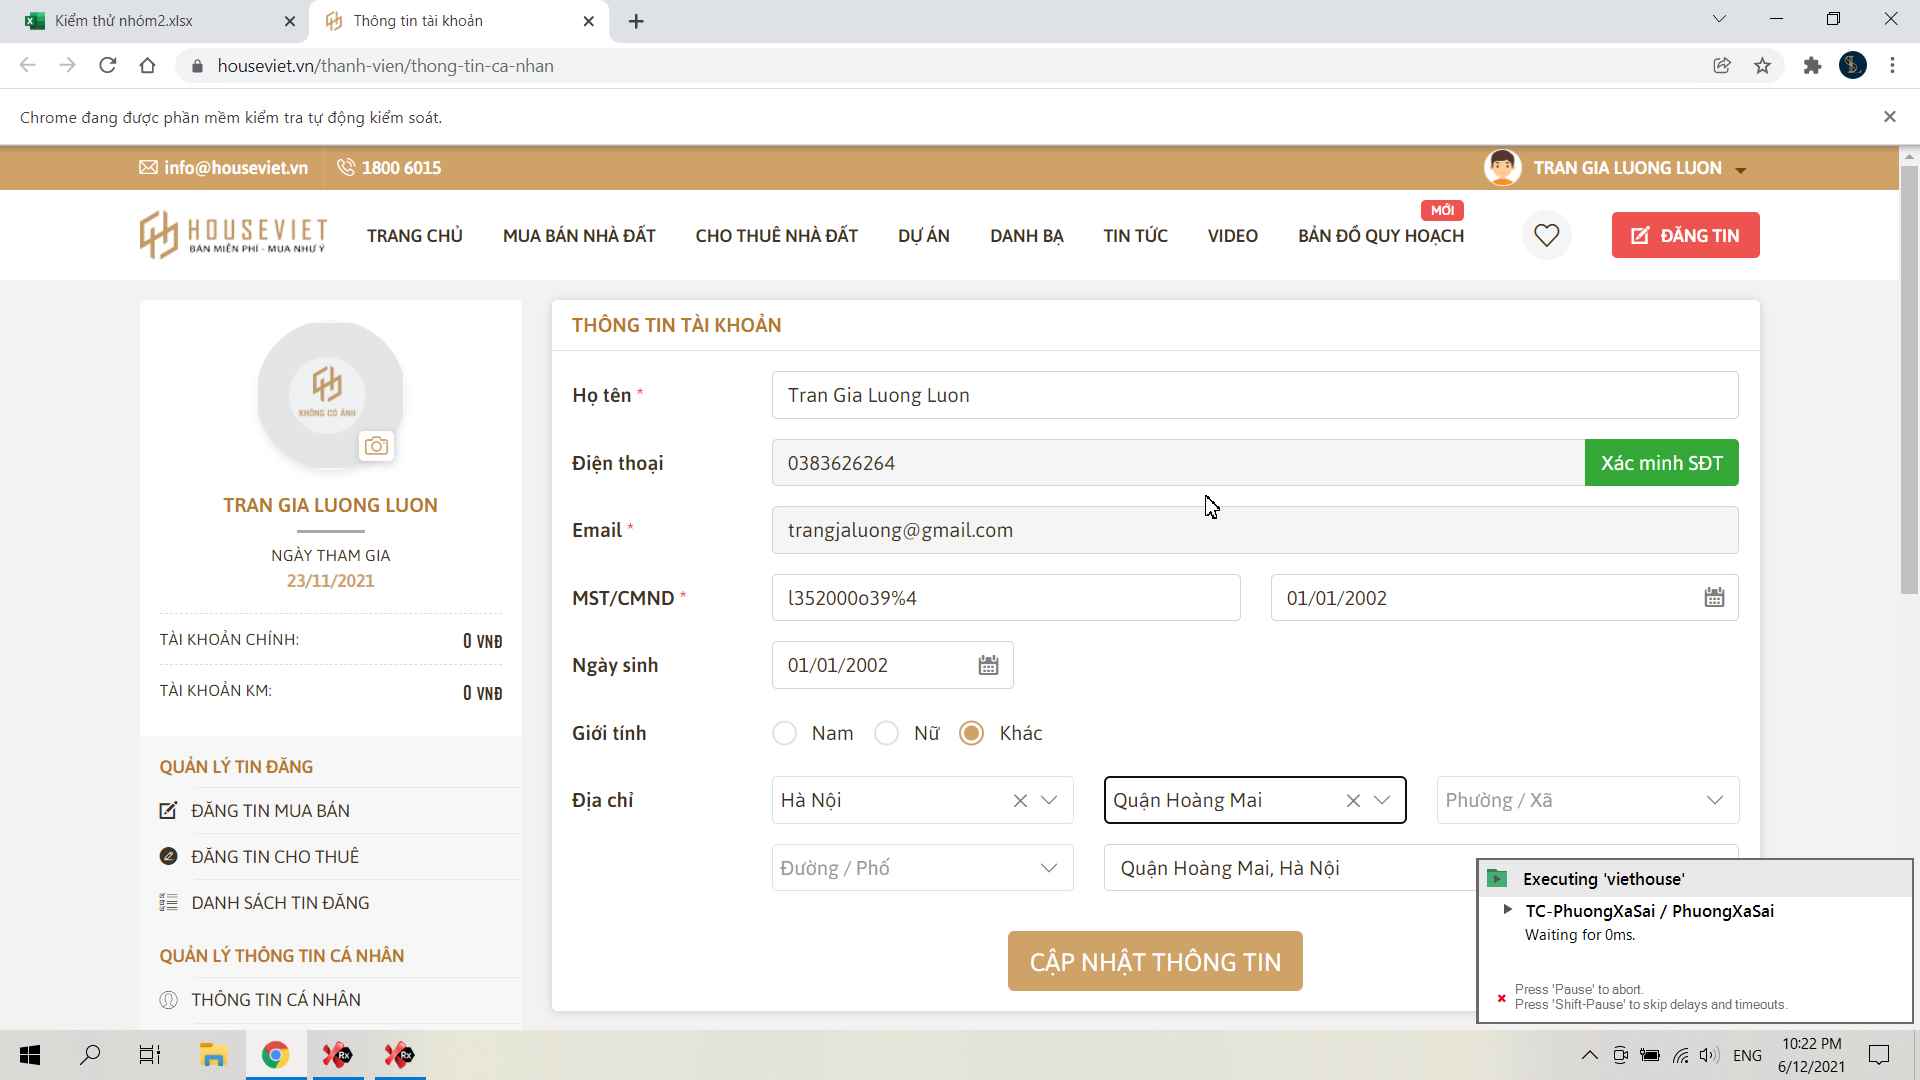 Kiểm thử nhóm2.xlsx
Thông tin tài khoản
houseviet.vn/thanh-vien/thong-tin-ca-nhan
Chrome đang được phần mềm kiểm tra tự động kiểm soát.
info@houseviet.vn
1800 6015
TRAN GIA LUONG LUON
HOUSEVIET
BÁN MIỄN PHÍ - MUA NHƯ Ý
TRANG CHỦ
MUA BÁN NHÀ ĐẤT
CHO THUÊ NHÀ ĐẤT
DỰ ÁN
DANH BẠ
TIN TỨC
VIDEO
BẢN ĐỒ QUY HOẠCH
MỚI
ĐĂNG TIN
KHÔNG CÓ ẢNH
TRAN GIA LUONG LUON
NGÀY THAM GIA
23/11/2021
TÀI KHOẢN CHÍNH: 0 VNĐ
TÀI KHOẢN KM: 0 VNĐ
QUẢN LÝ TIN ĐĂNG
ĐĂNG TIN MUA BÁN
ĐĂNG TIN CHO THUÊ
DANH SÁCH TIN ĐĂNG
QUẢN LÝ THÔNG TIN CÁ NHÂN
THÔNG TIN CÁ NHÂN
THÔNG TIN TÀI KHOẢN
Họ tên * Tran Gia Luong Luon
Điện thoại 0383626264 Xác minh SĐT
Email * trangjaluong@gmail.com
MST/CMND * l352000o39%4 01/01/2002
Ngày sinh 01/01/2002
Giới tính Nam Nữ Khác
Địa chỉ Hà Nội Quận Hoàng Mai Phường / Xã
Đường / Phố Quận Hoàng Mai, Hà Nội
CẬP NHẬT THÔNG TIN
Executing 'viethouse'
TC-PhuongXaSai / PhuongXaSai
Waiting for 0ms.
Press 'Pause' to abort.
Press 'Shift-Pause' to skip delays and timeouts.
Rx
Rx
ENG
10:22 PM
6/12/2021